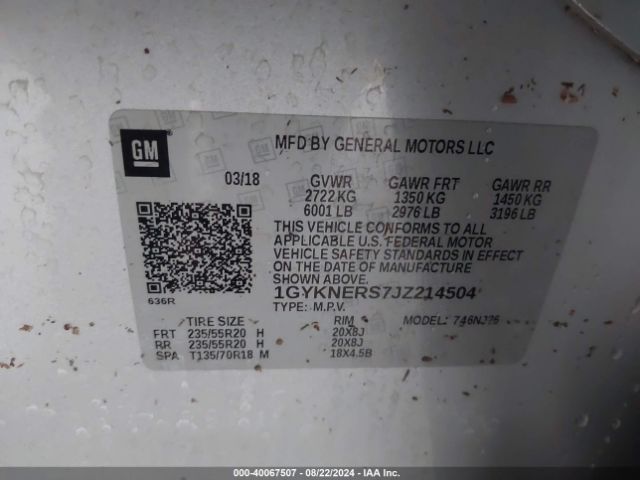 GM
MFD BY GENERAL MOTORS LLC
03/18 GVWR GAWR FRT GAWR RR
2722 KG 1350 KG 1450 KG
6001 LB 2976 LB 3196 LB
THIS VEHICLE CONFORMS TO ALL
APPLICABLE U.S. FEDERAL MOTOR
VEHICLE SAFETY STANDARDS IN EFFECT
ON THE DATE OF MANUFACTURE
SHOWN ABOVE.
1GYKNERS7JZ214504
636R
TYPE: M.P.V. MODEL:
TIRE SIZE RIM
FRT 235/55R20 H 20X8J
RR 235/55R20 H 20X8J
SPA T135/70R18 M 18X4.5B
000-40067507 - 08/22/2024 - IAA Inc.